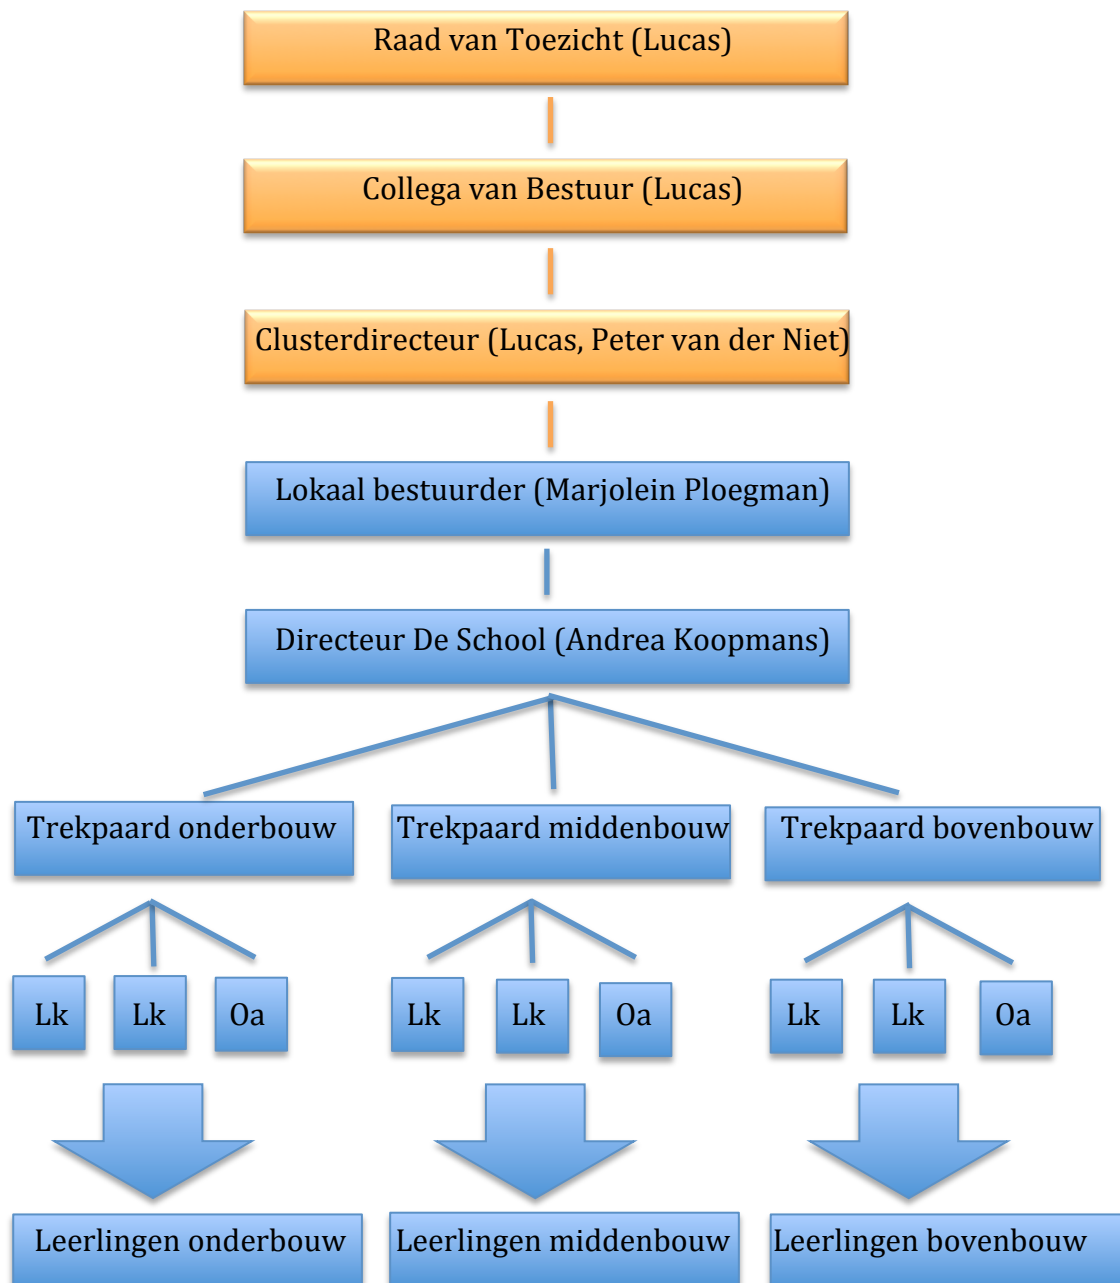 Raad van Toezicht (Lucas)
Collega van Bestuur (Lucas)
Clusterdirecteur (Lucas, Peter van der Niet)
Lokaal bestuurder (Marjolein Ploegman)
Directeur De School (Andrea Koopmans)
Trekpaard onderbouw
Trekpaard middenbouw
Trekpaard bovenbouw
Lk
Lk
Oa
Lk
Lk
Oa
Lk
Lk
Oa
Leerlingen onderbouw
Leerlingen middenbouw
Leerlingen bovenbouw